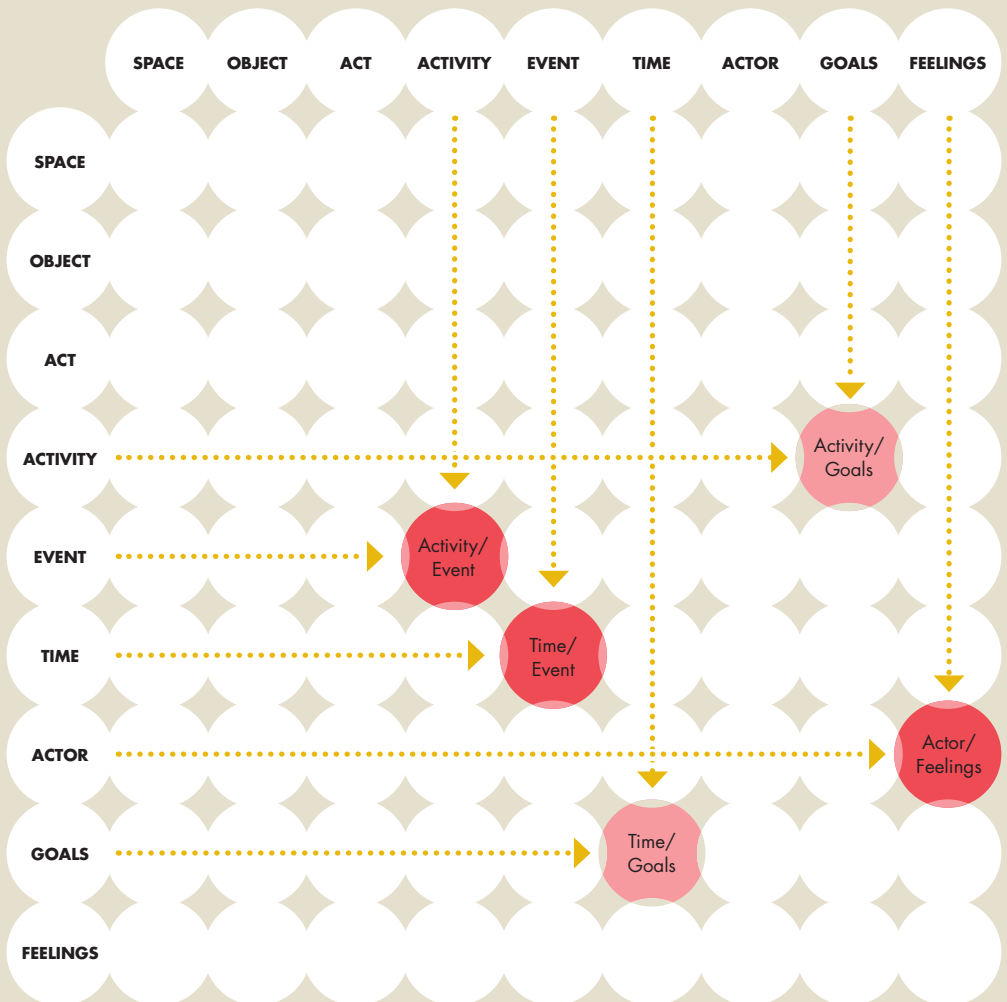 SPACE OBJECT ACT ACTIVITY EVENT TIME ACTOR GOALS FEELINGS
SPACE
OBJECT
ACT
ACTIVITY
Activity/
Goals
EVENT
Activity/
Event
TIME
Time/
Event
ACTOR
Actor/
Feelings
GOALS
Time/
Goals
FEELINGS